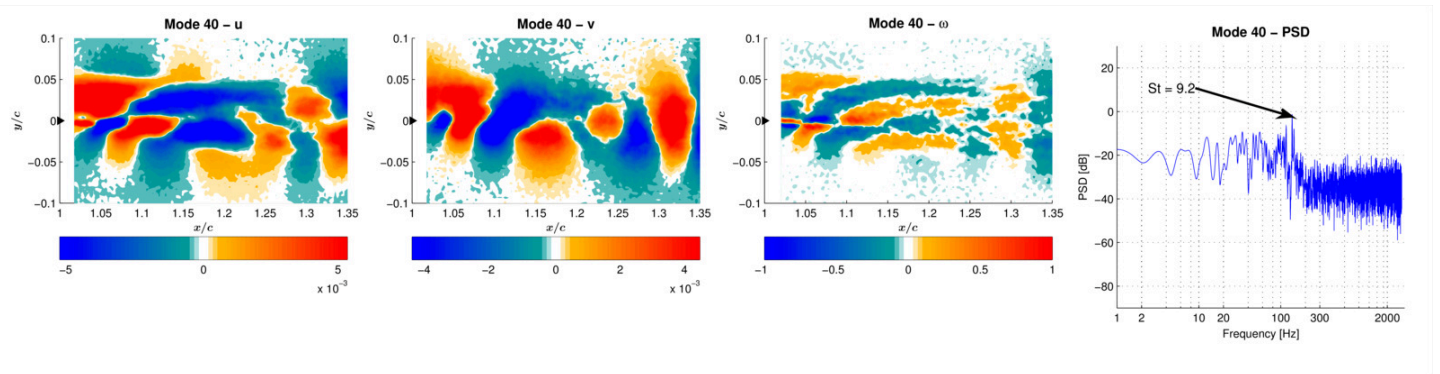 Mode 40 − u
0.1
0.05
0
−0.05
−0.1
y/c
1 1.05 1.1 1.15 1.2 1.25 1.3 1.35
x/c
−5 0 5
x 10⁻³
Mode 40 − v
0.1
0.05
0
−0.05
−0.1
y/c
1 1.05 1.1 1.15 1.2 1.25 1.3 1.35
x/c
−4 −2 0 2 4
x 10⁻³
Mode 40 − ω
0.1
0.05
0
−0.05
−0.1
y/c
1 1.05 1.1 1.15 1.2 1.25 1.3 1.35
x/c
−1 −0.5 0 0.5 1
Mode 40 − PSD
St = 9.2
20
0
−20
−40
−60
−80
PSD [dB]
1 2 10 20 100 300 2000
Frequency [Hz]